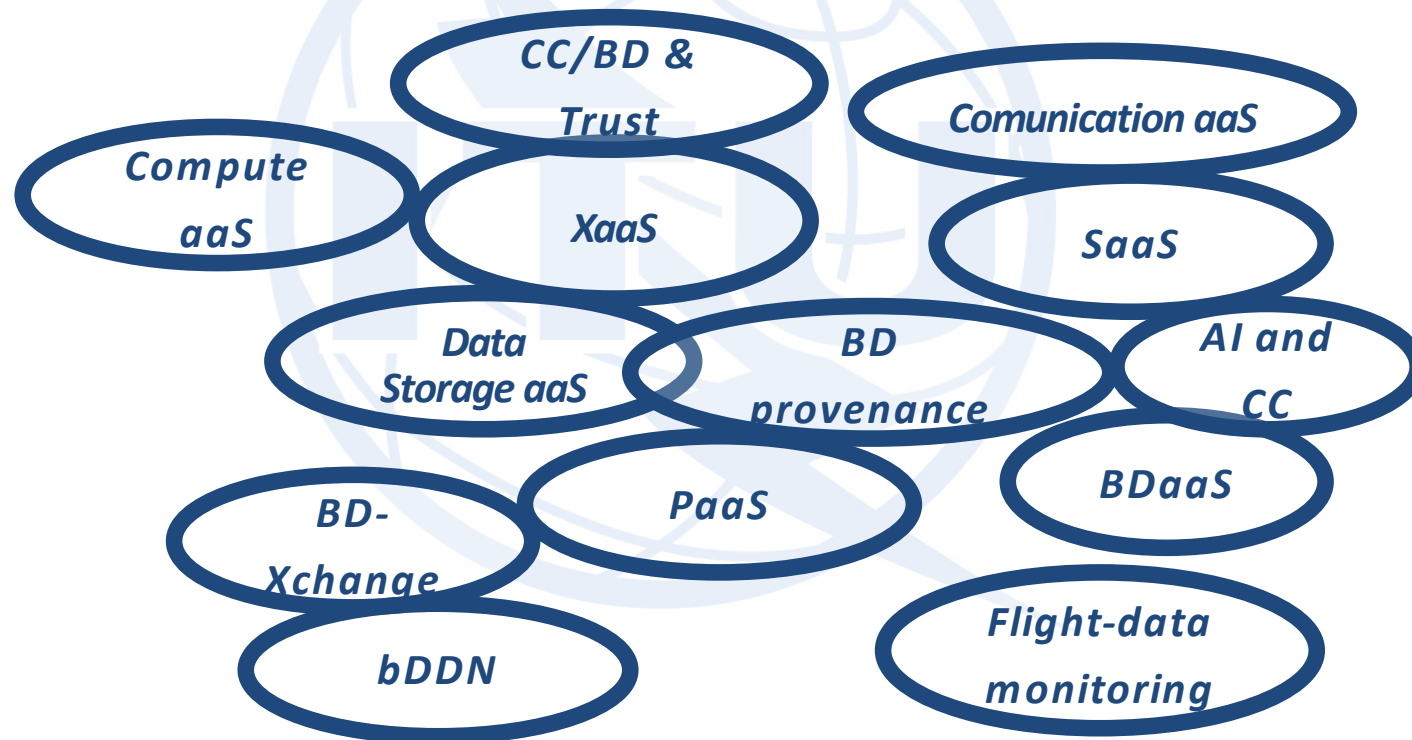 CC/BD &
Trust
Comunication aaS
Compute
aaS
XaaS
SaaS
Data
Storage aaS
BD
provenance
AI and
CC
BDaaS
PaaS
BD-
Xchange
bDDN
Flight-data
monitoring
ITU